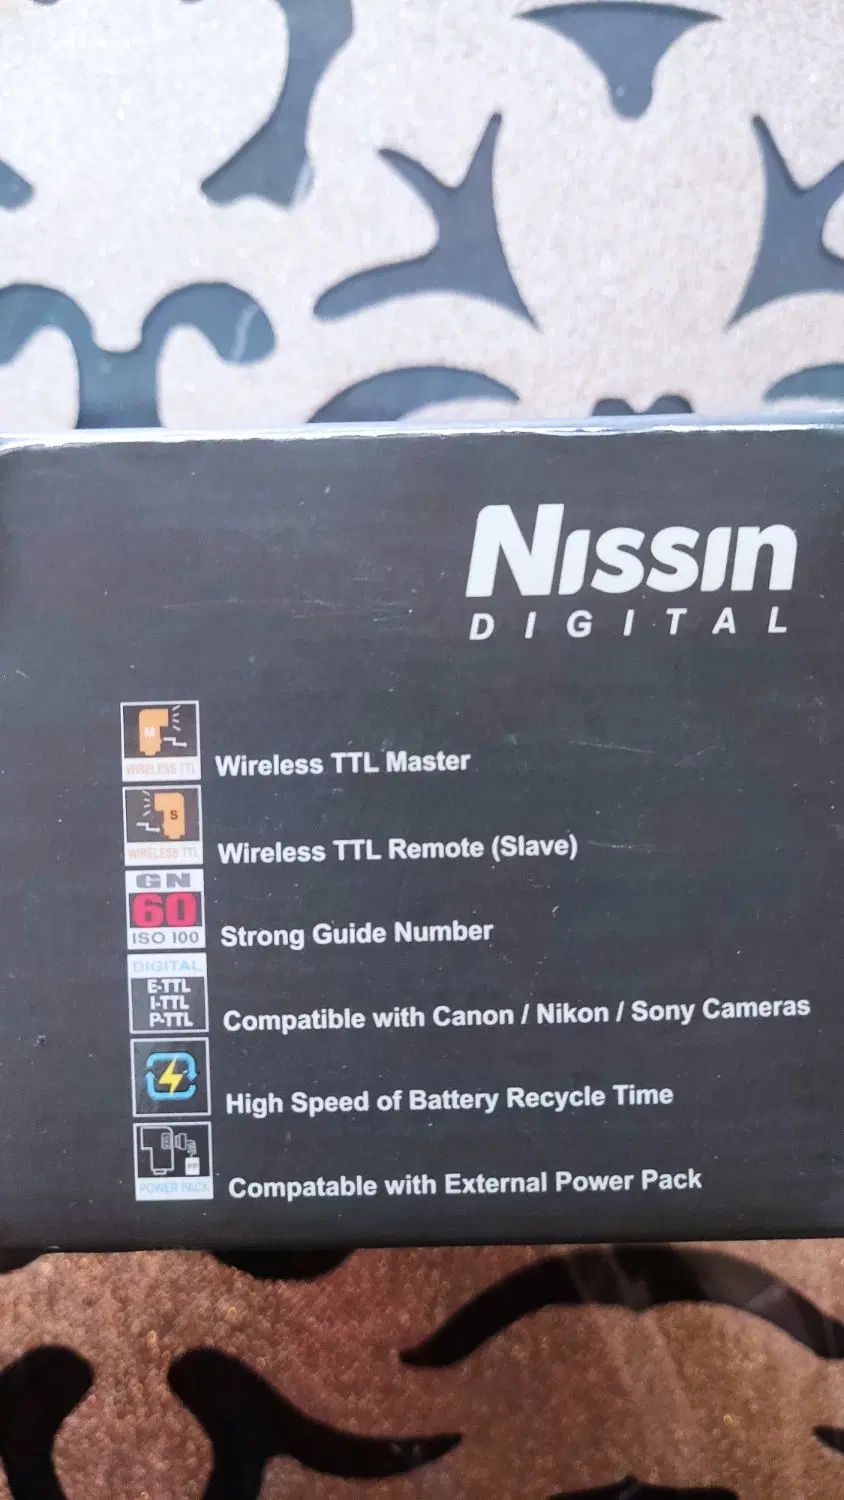 Nissin
DIGITAL
M
WIRELESS TTL
Wireless TTL Master
S
WIRELESS TTL
Wireless TTL Remote (Slave)
GN
60
ISO 100
Strong Guide Number
DIGITAL
E-TTL
I-TTL
P-TTL
Compatible with Canon / Nikon / Sony Cameras
High Speed of Battery Recycle Time
POWER PACK
Compatable with External Power Pack